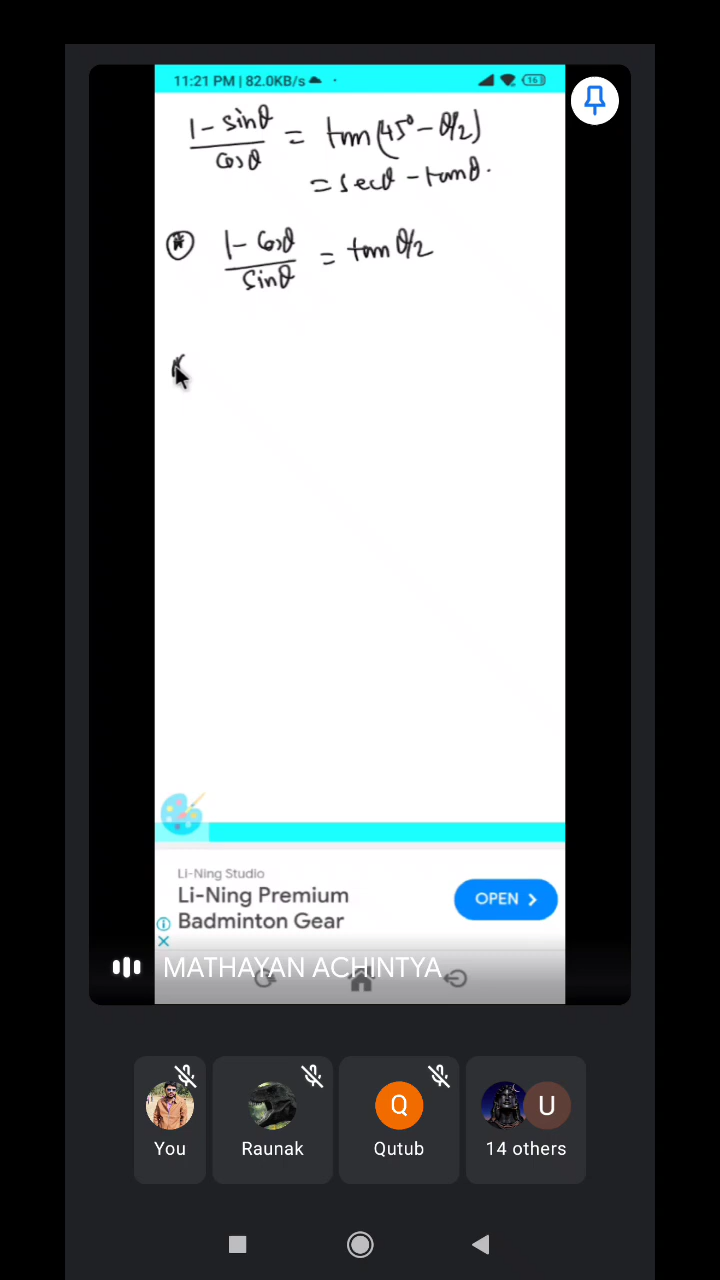 11:21 PM | 82.0KB/s
16
1 - sinθ / cosθ = tan(45° - θ/2)
= secθ - tanθ.
* 1 - cosθ / sinθ = tan θ/2
Li-Ning Studio
Li-Ning Premium
Badminton Gear
OPEN
MATHAYAN ACHINTYA
Q
U
You
Raunak
Qutub
14 others